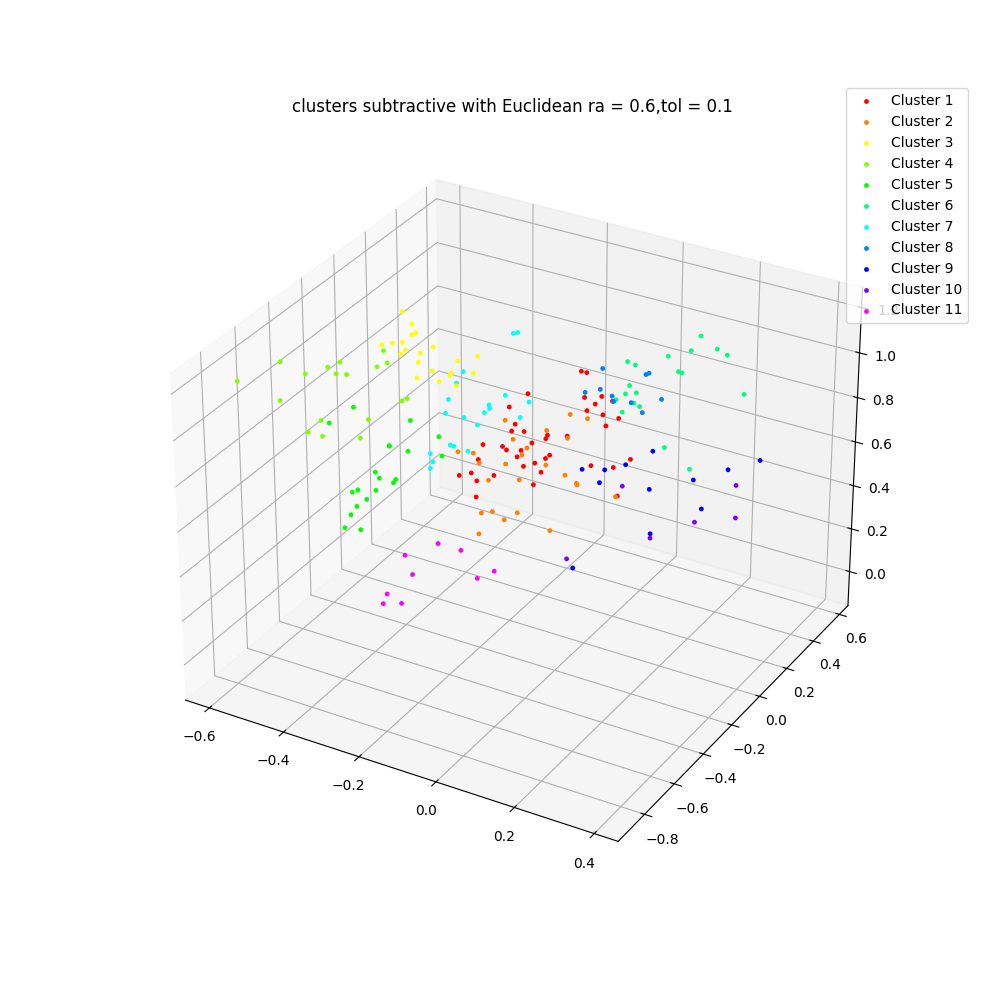 clusters subtractive with Euclidean ra = 0.6,tol = 0.1
Cluster 1
Cluster 2
Cluster 3
Cluster 4
Cluster 5
Cluster 6
Cluster 7
Cluster 8
Cluster 9
Cluster 10
Cluster 11
1.0
0.8
0.6
0.4
0.2
0.0
0.6
0.4
0.2
0.0
−0.2
−0.4
−0.6
−0.8
−0.6
−0.4
−0.2
0.0
0.2
0.4